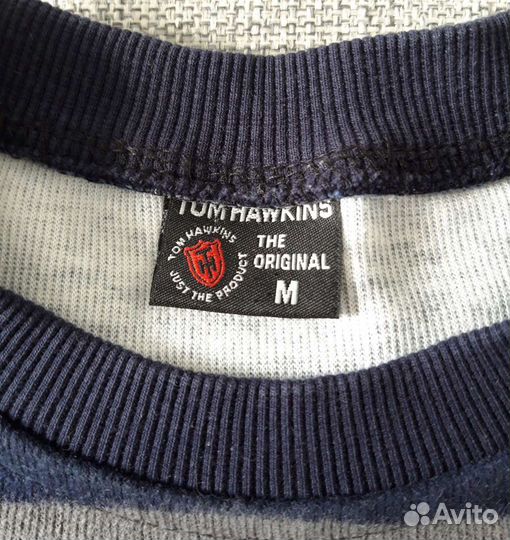 TOM HAWKINS
TOM HAWKINS
JUST THE PRODUCT
THE
ORIGINAL
M
Avito